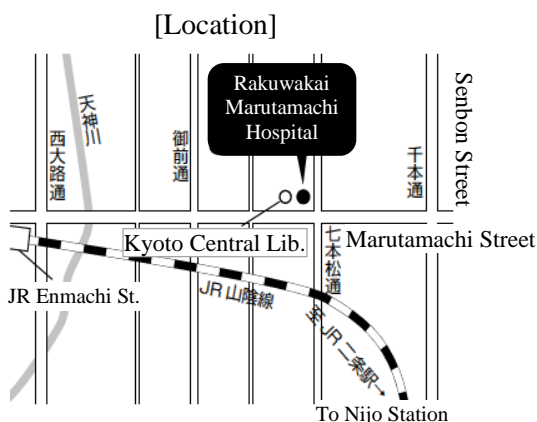 [Location]
Rakuwakai
Marutamachi
Hospital
Senbon Street
天神川
西大路通
御前通
千本通
Kyoto Central Lib.
七本松通
Marutamachi Street
JR Enmachi St.
JR山陰線
至JR二条駅→
To Nijo Station